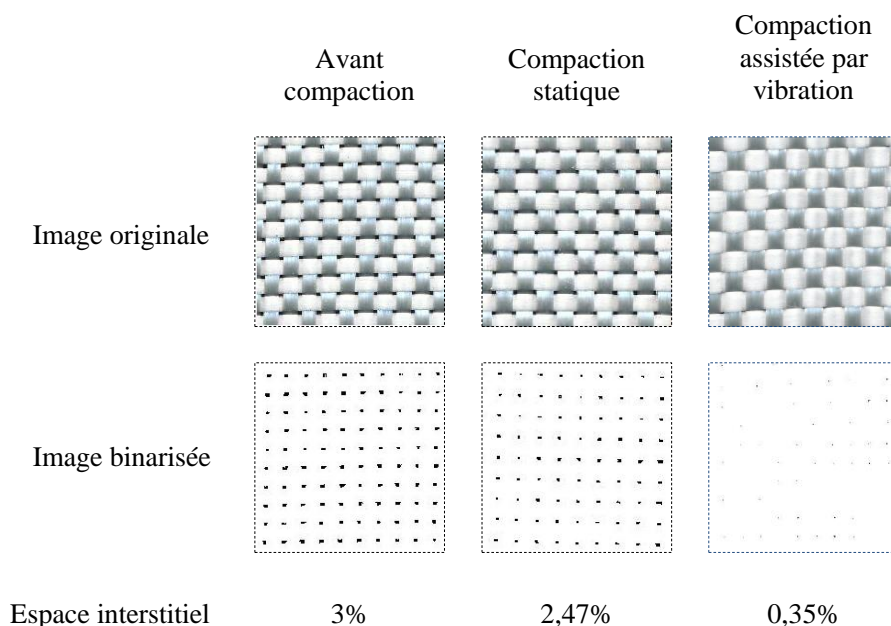 Avant
compaction
Compaction
statique
Compaction
assistée par
vibration
Image originale
Image binarisée
Espace interstitiel 3% 2,47% 0,35%